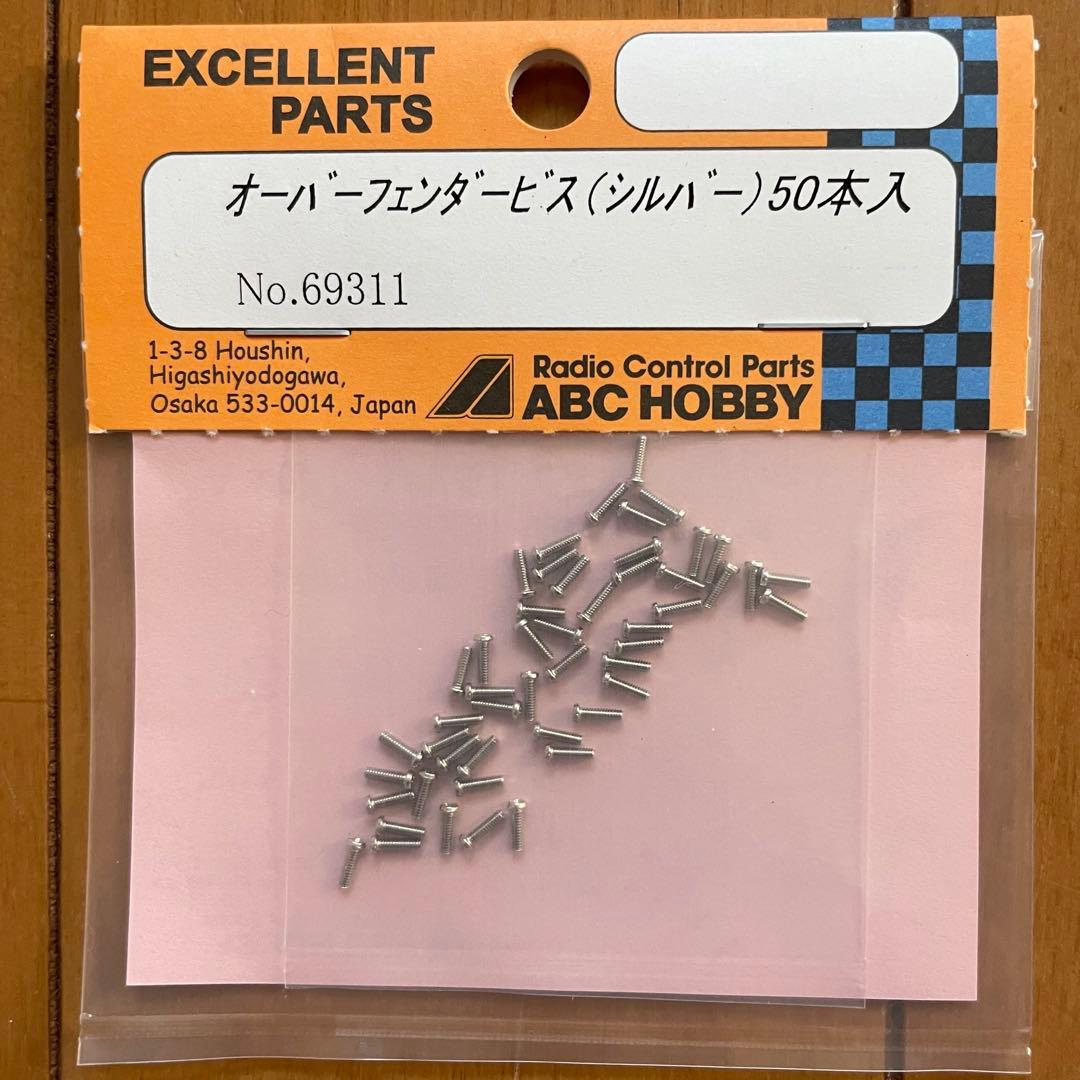 EXCELLENT
PARTS
オーバーフェンダービス(シルバー)50本入
No.69311
1-3-8 Houshin,
Higashiyodogawa,
Osaka 533-0014, Japan
Radio Control Parts
ABC HOBBY